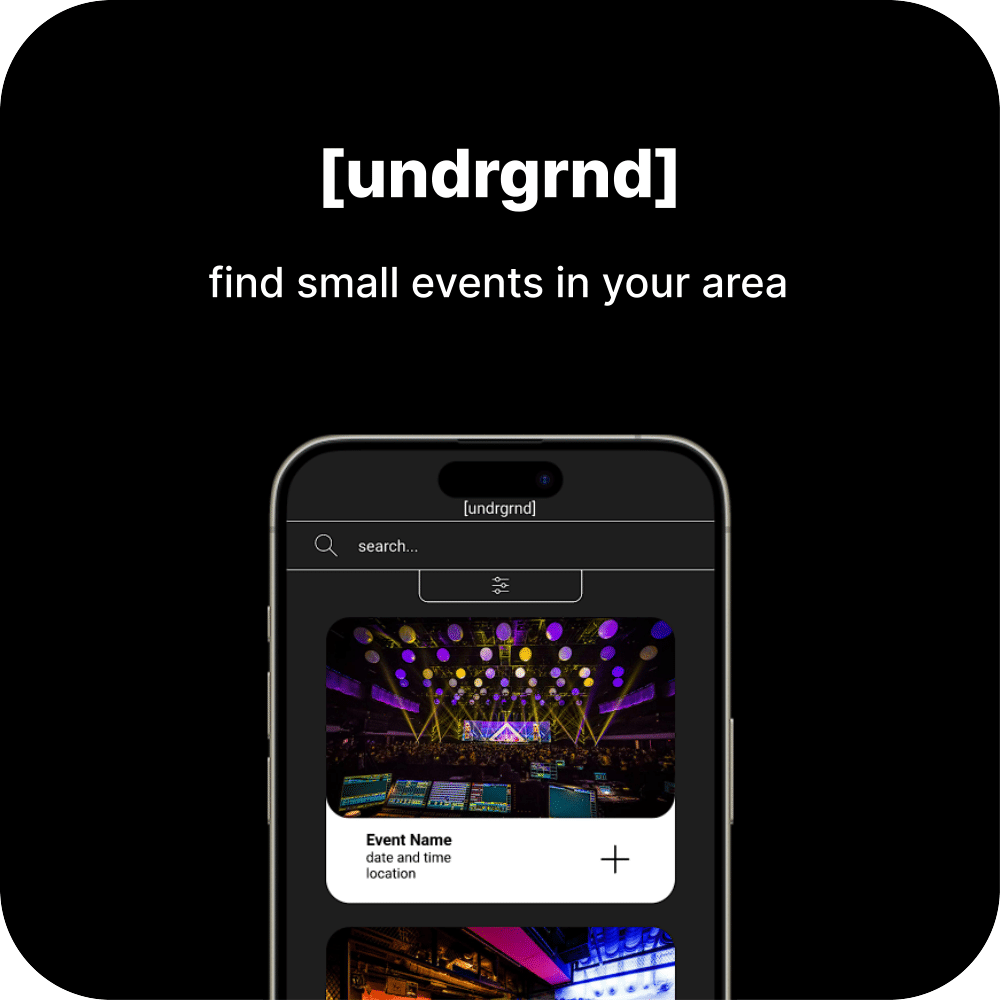 [undrgrnd]
find small events in your area
[undrgrnd]
search...
Event Name
date and time
location